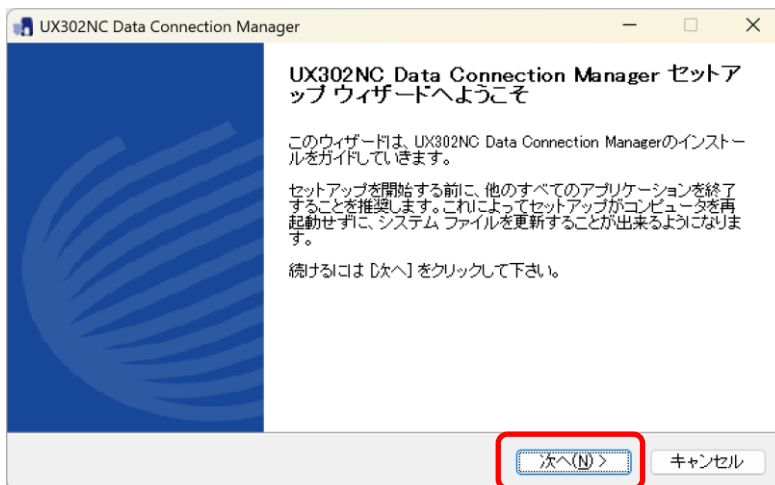 UX302NC Data Connection Manager
UX302NC Data Connection Manager セットア
ップ ウィザードへようこそ
このウィザードは、UX302NC Data Connection Managerのインストー
ルをガイドしていきます。
セットアップを開始する前に、他のすべてのアプリケーションを終了
することを推奨します。これによってセットアップがコンピュータを再
起動せずに、システム ファイルを更新することが出来るようになりま
す。
続けるには [次へ] をクリックして下さい。
次へ(N) >
キャンセル